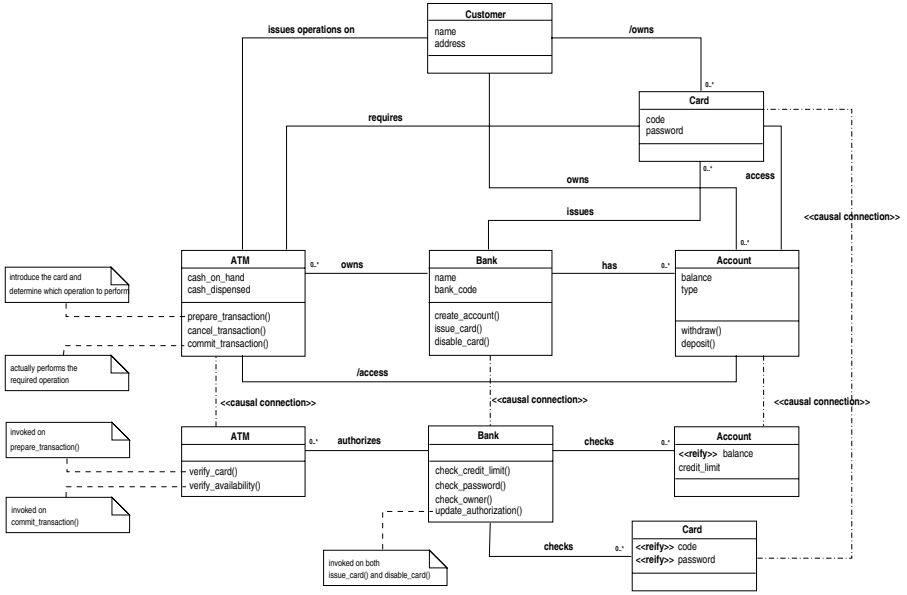 Customer
name
address
issues operations on
/owns
0..*
Card
code
password
requires
0..*
access
owns
issues
<<causal connection>>
0..*
ATM
cash_on_hand
cash_dispensed
prepare_transaction()
cancel_transaction()
commit_transaction()
0..*
owns
Bank
name
bank_code
create_account()
issue_card()
disable_card()
has
0..*
Account
balance
type
withdraw()
deposit()
introduce the card and
determine which operation to perform
actually performs the
required operation
/access
<<causal connection>>
<<causal connection>>
<<causal connection>>
invoked on
prepare_transaction()
invoked on
commit_transaction()
ATM
verify_card()
verify_availability()
0..*
authorizes
Bank
check_credit_limit()
check_password()
check_owner()
update_authorization()
checks
0..*
Account
<<reify>> balance
credit_limit
invoked on both
issue_card() and disable_card()
checks
0..*
Card
<<reify>> code
<<reify>> password